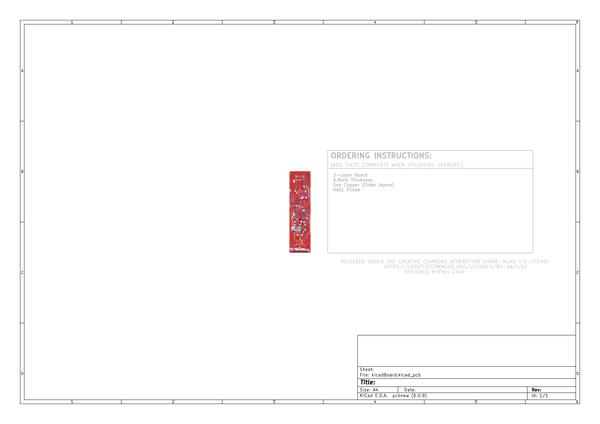 1 2 3 4 5 6
A A
ORDERING INSTRUCTIONS:
(ADD THESE COMMENTS WHEN UPLOADING GERBERS.)
B B
2-Layer Board
0.8mm Thickness
1oz Copper (Outer layers)
HASL Finish
RELEASED UNDER THE CREATIVE COMMONS ATTRIBUTION SHARE-ALIKE 4.0 LICENSE
HTTPS://CREATIVECOMMONS.ORG/LICENSES/BY-SA/4.0/
C C
DESIGNED BY:Paul Clark
Sheet:
File: kicadBoard.kicad_pcb
D D
Title:
Size: A4 Date: Rev:
KiCad E.D.A. pcbnew (6.0.9) Id: 1/1
1 2 3 4 5 6